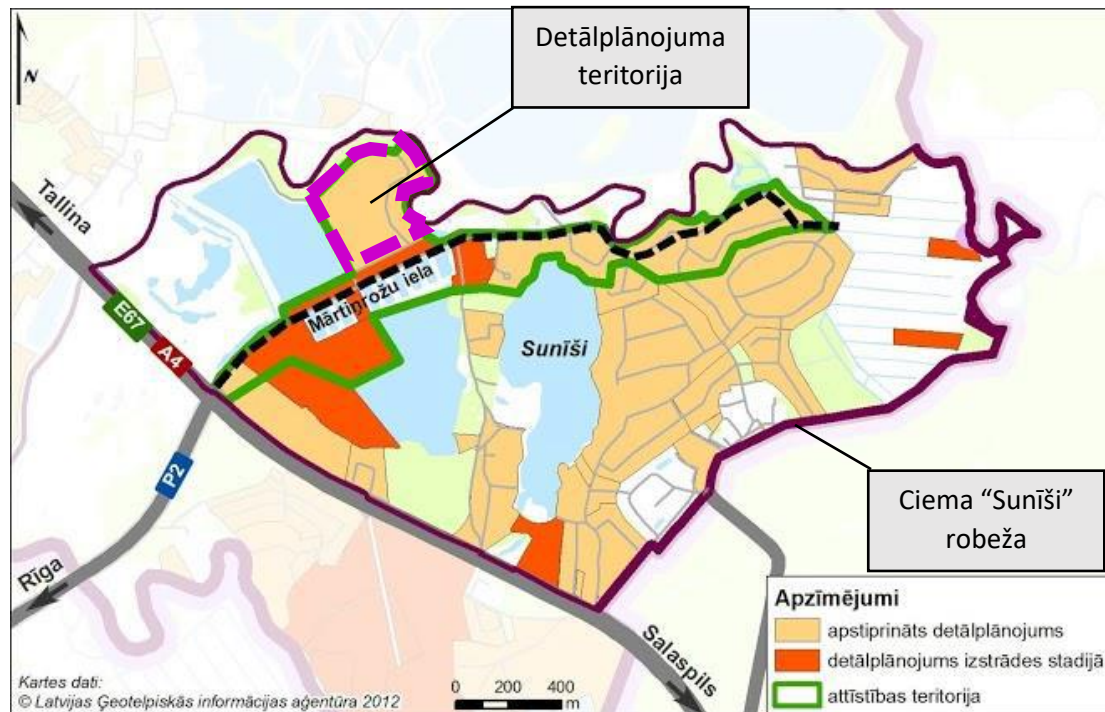 Detālplānojuma
teritorija
N
Tallina
E67
A4
Mārtiņrožu iela
Sunīši
P2
Rīga
Ciema “Sunīši”
robeža
Salaspils
Apzīmējumi
apstiprināts detālplānojums
detālplānojums izstrādes stadijā
attīstības teritorija
Kartes dati:
© Latvijas Ģeotelpiskās informācijas aģentūra 2012
0 200 400
m